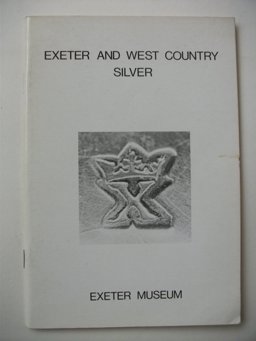 EXETER AND WEST COUNTRY
SILVER
X
EXETER MUSEUM